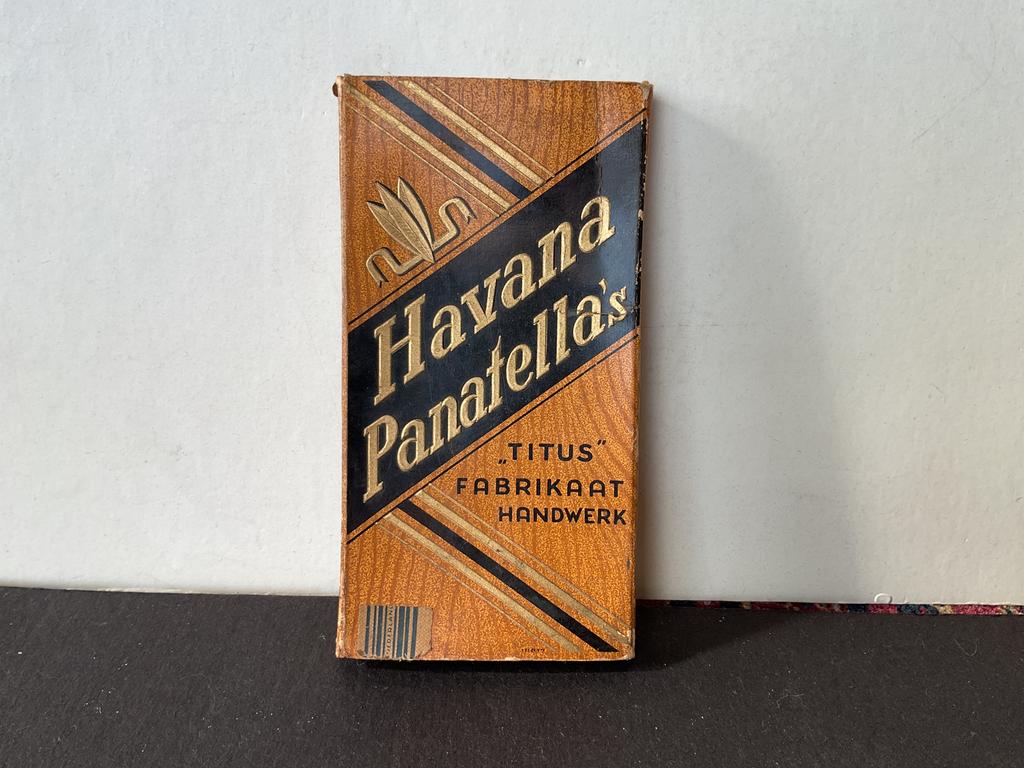 Havana
Panatella's
„TITUS”
FABRIKAAT
HANDWERK